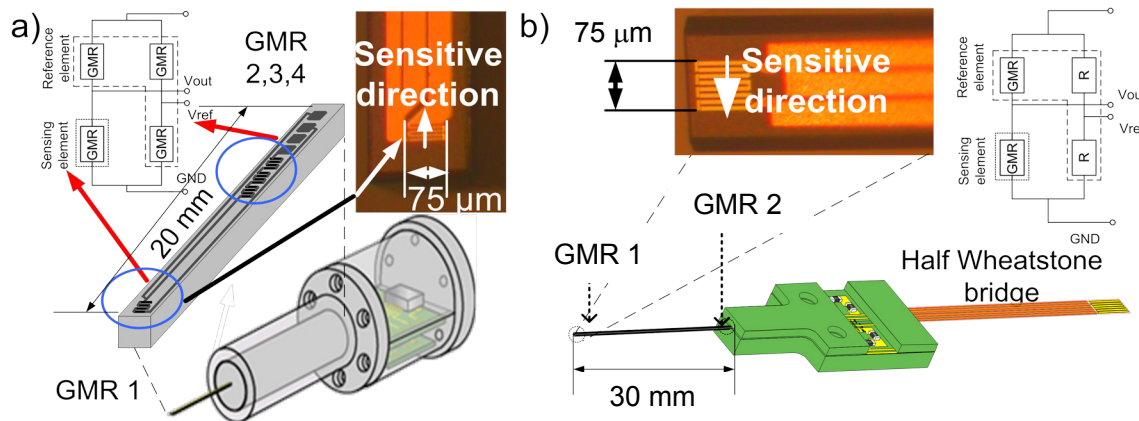 a)
Reference
element
GMR
GMR
Vout
Vref
Sensing
element
GMR
GMR
GND
GMR
2,3,4
Sensitive
direction
75 µm
20 mm
GMR 1
b)
75 µm
Sensitive
direction
Reference
element
GMR
R
Vou
Vre
Sensing
element
GMR
R
GND
GMR 2
GMR 1
Half Wheatstone
bridge
30 mm